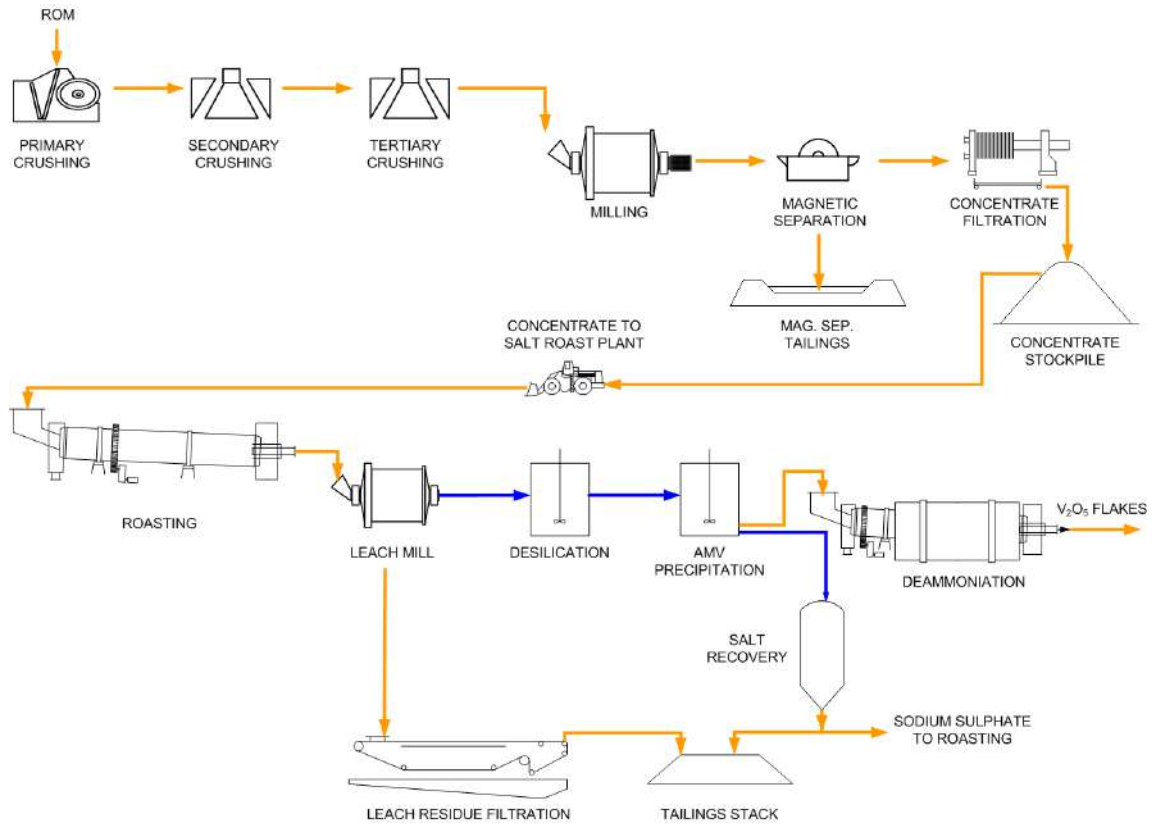 ROM
PRIMARY
CRUSHING
SECONDARY
CRUSHING
TERTIARY
CRUSHING
MILLING
MAGNETIC
SEPARATION
CONCENTRATE
FILTRATION
MAG. SEP.
TAILINGS
CONCENTRATE
STOCKPILE
CONCENTRATE TO
SALT ROAST PLANT
ROASTING
LEACH MILL
DESILICATION
AMV
PRECIPITATION
V₂O₅ FLAKES
DEAMMONIATION
SALT
RECOVERY
SODIUM SULPHATE
TO ROASTING
LEACH RESIDUE FILTRATION
TAILINGS STACK